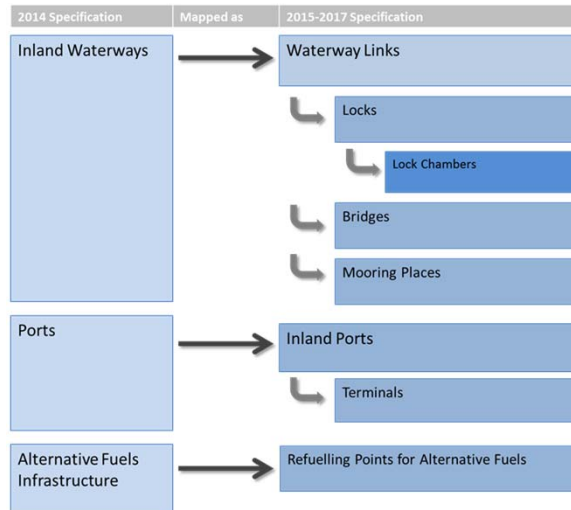 2014 Specification Mapped as 2015-2017 Specification
Inland Waterways
Waterway Links
Locks
Lock Chambers
Bridges
Mooring Places
Ports
Inland Ports
Terminals
Alternative Fuels
Infrastructure
Refuelling Points for Alternative Fuels